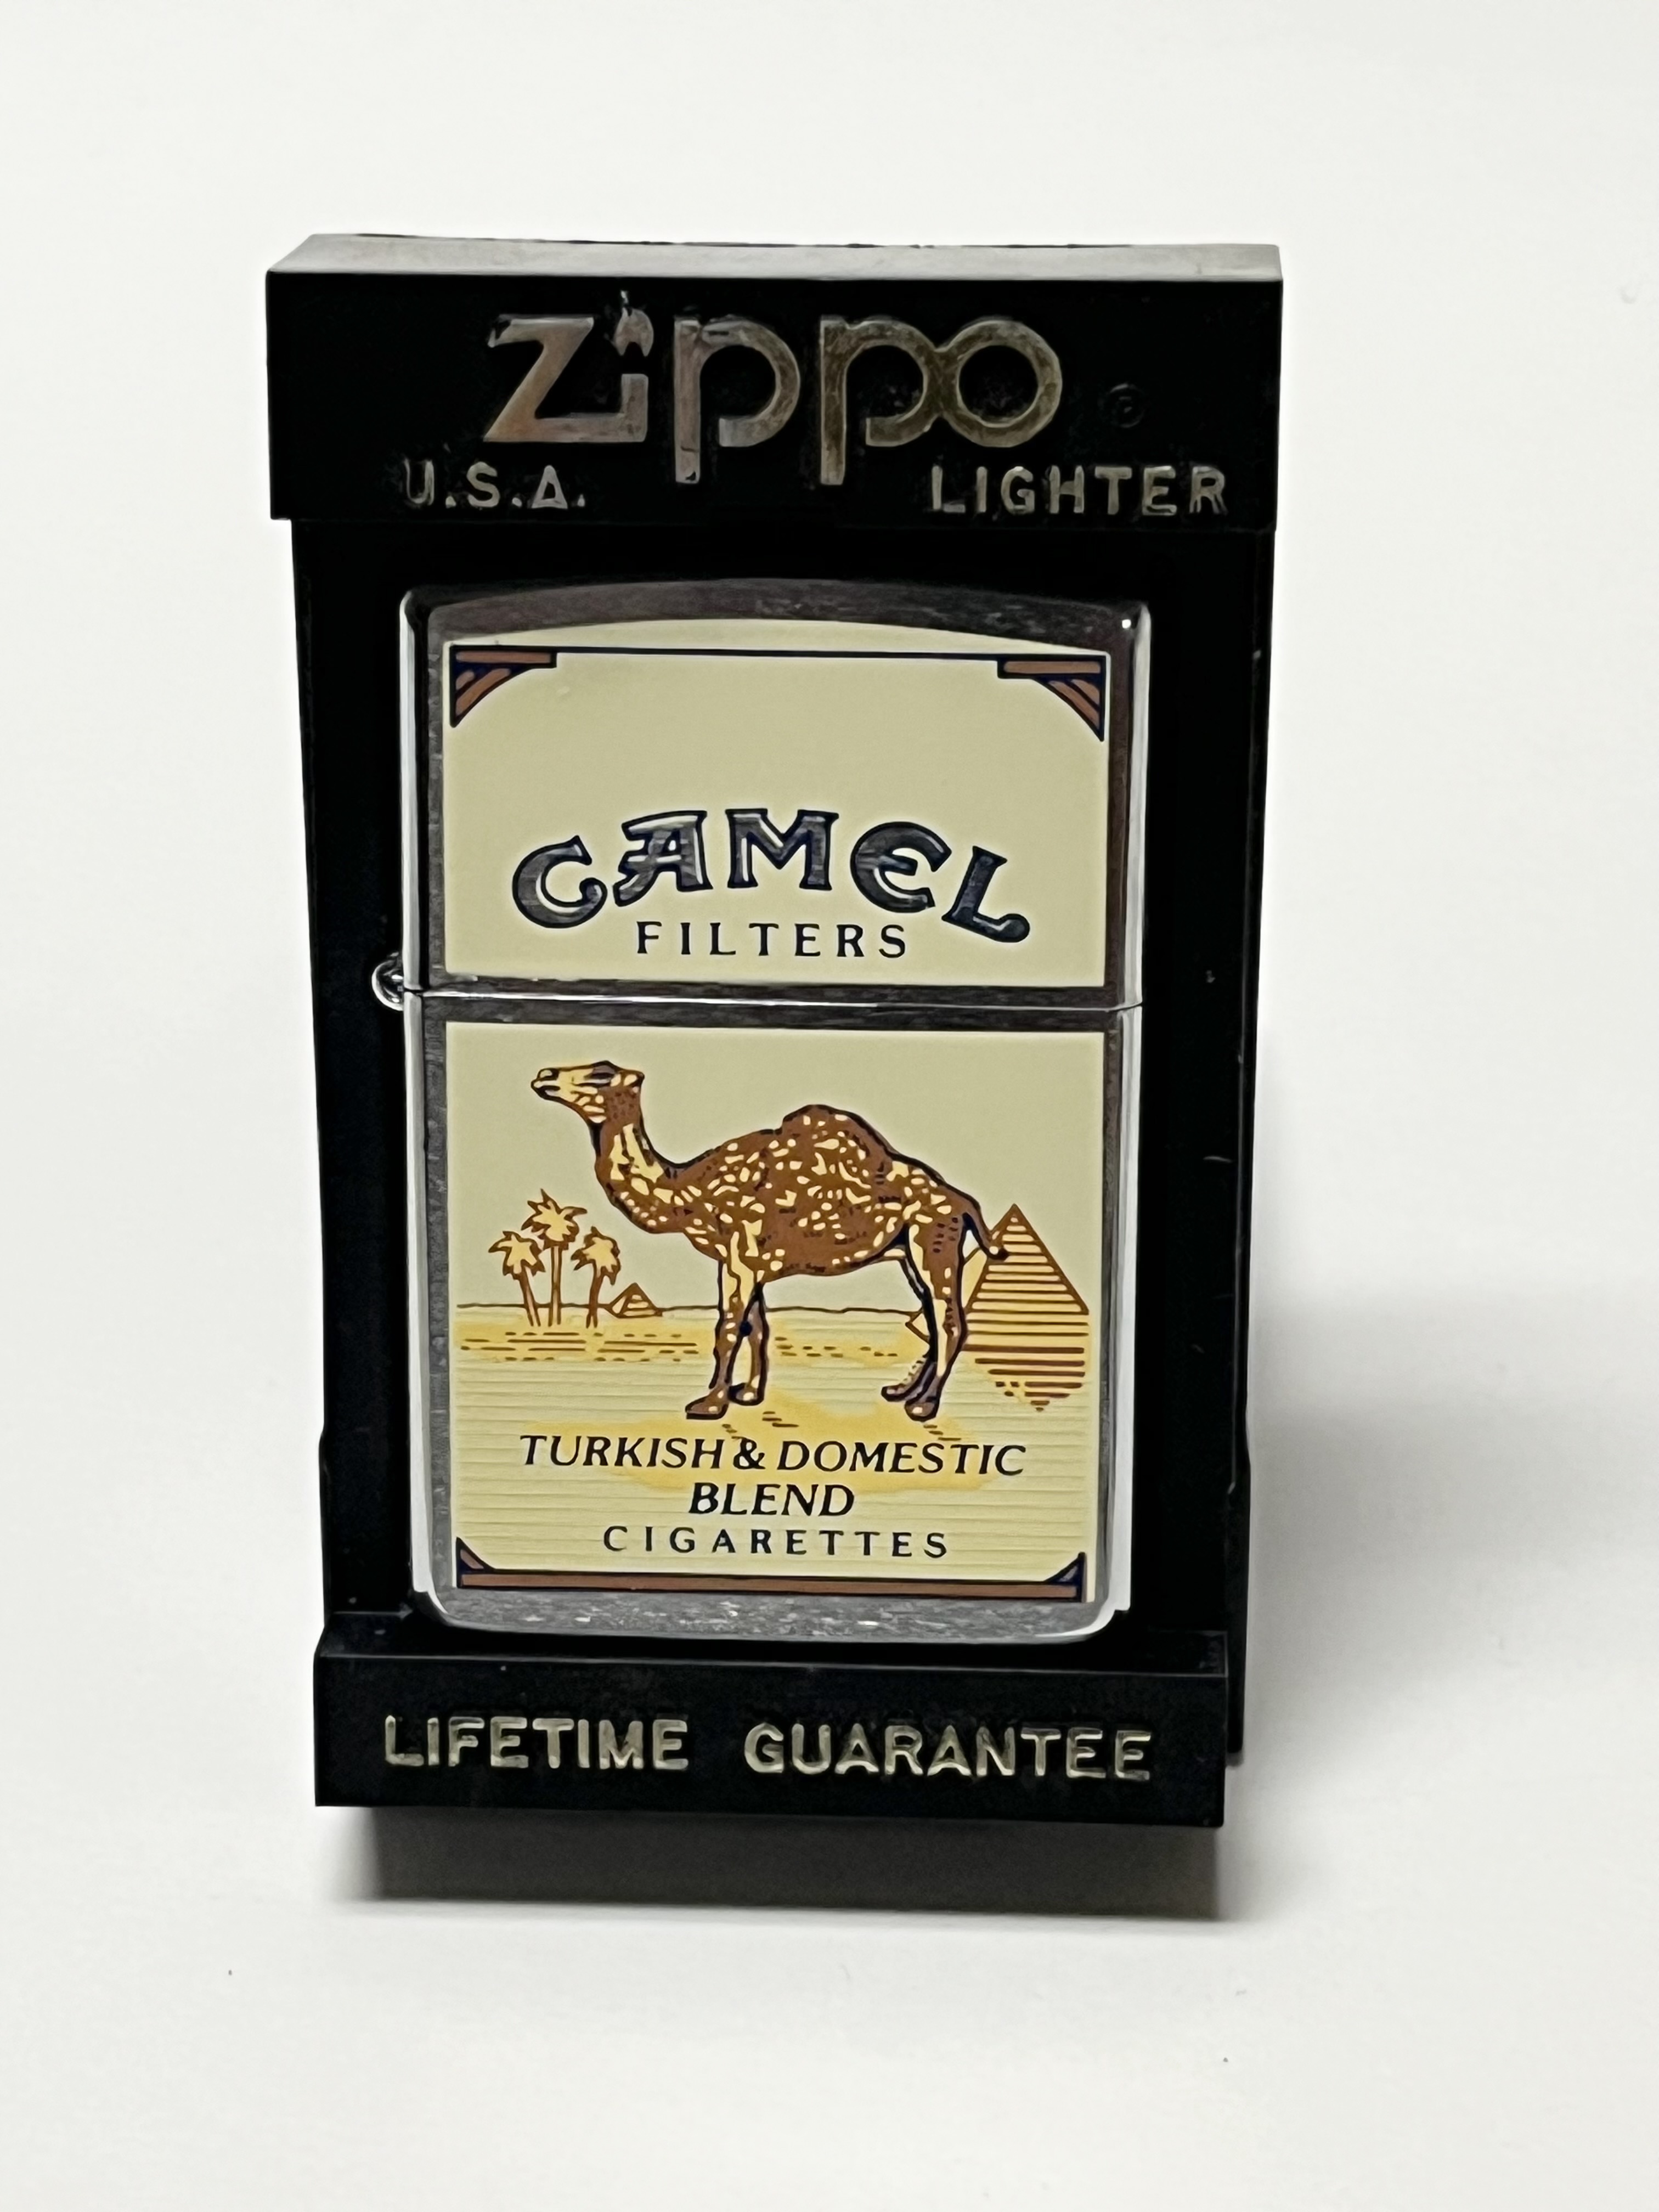 Zippo ®
U.S.A. LIGHTER
CAMEL
FILTERS
TURKISH & DOMESTIC
BLEND
CIGARETTES
LIFETIME GUARANTEE